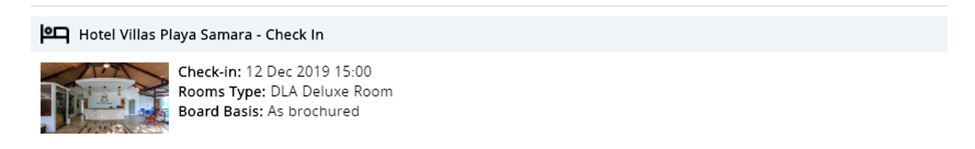 Hotel Villas Playa Samara - Check In
Check-in: 12 Dec 2019 15:00
Rooms Type: DLA Deluxe Room
Board Basis: As brochured